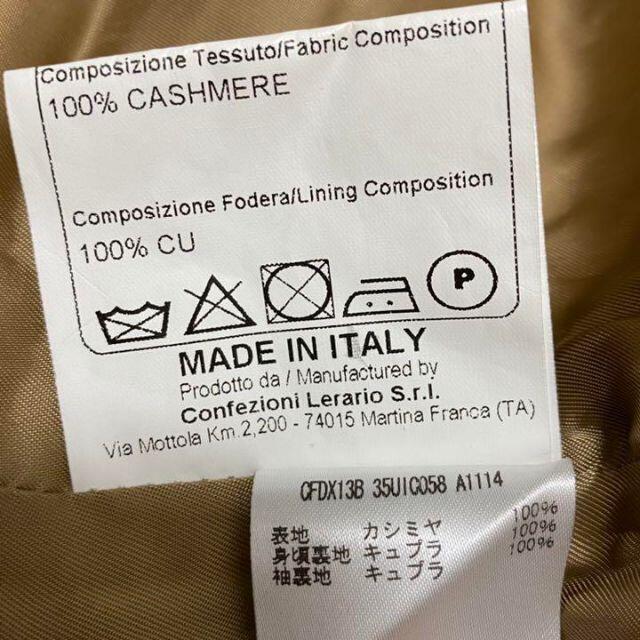 Composizione Tessuto/Fabric Composition
100% CASHMERE
Composizione Fodera/Lining Composition
100% CU
P
MADE IN ITALY
Prodotto da / Manufactured by
Confezioni Lerario S.r.l.
Via Mottola Km.2,200 - 74015 Martina Franca (TA)
CFDX13B 35UIC058 A1114
表地 カシミヤ 100%
身頃裏地 キュプラ 100%
袖裏地 キュプラ 100%